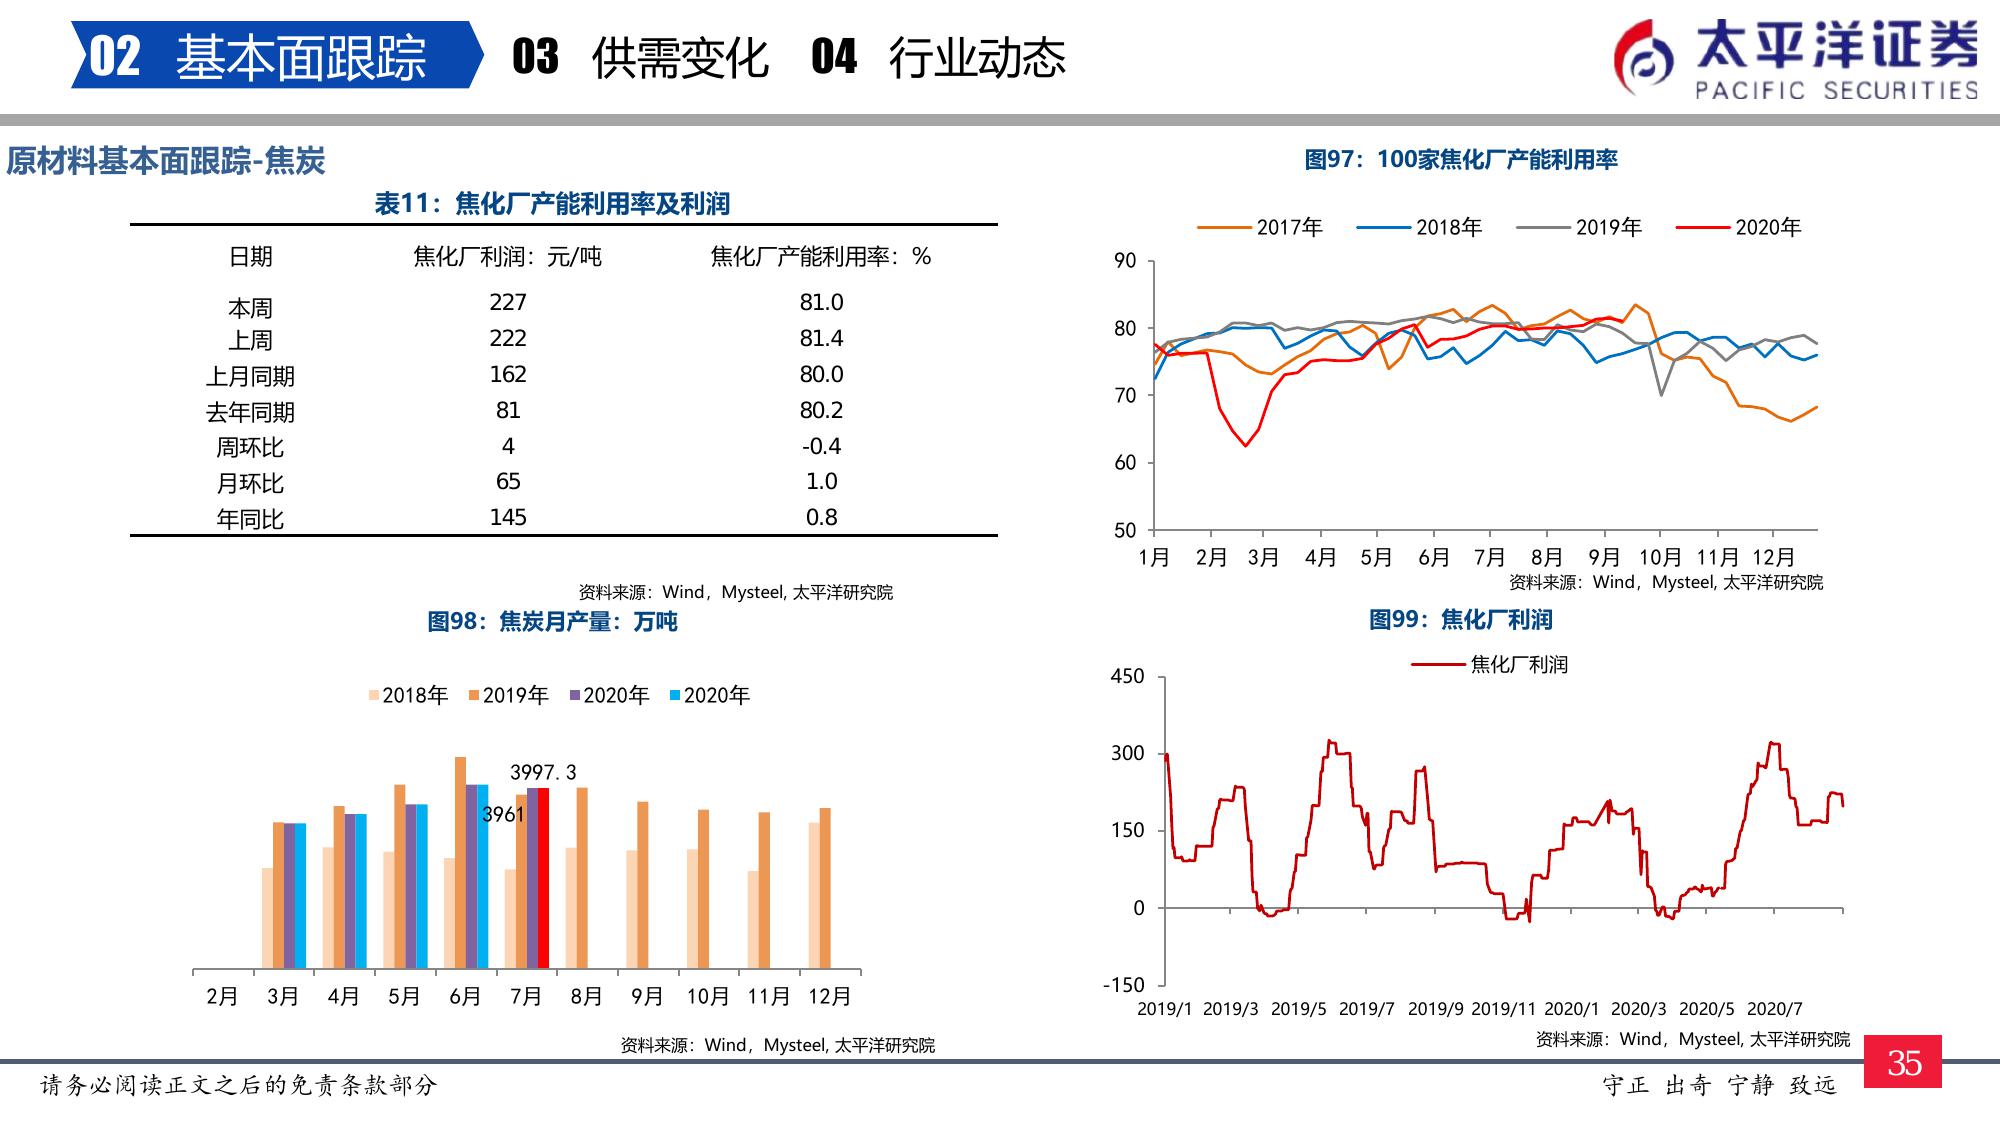 02 基本面跟踪 03 供需变化 04 行业动态
太平洋证券
PACIFIC SECURITIES
原材料基本面跟踪-焦炭
表11：焦化厂产能利用率及利润
日期 焦化厂利润：元/吨 焦化厂产能利用率：%
本周 227 81.0
上周 222 81.4
上月同期 162 80.0
去年同期 81 80.2
周环比 4 -0.4
月环比 65 1.0
年同比 145 0.8
资料来源：Wind，Mysteel, 太平洋研究院
图97：100家焦化厂产能利用率
2017年 2018年 2019年 2020年
90
80
70
60
50
1月 2月 3月 4月 5月 6月 7月 8月 9月 10月 11月 12月
资料来源：Wind，Mysteel, 太平洋研究院
图98：焦炭月产量：万吨
2018年 2019年 2020年 2020年
3997.3
3961
2月 3月 4月 5月 6月 7月 8月 9月 10月 11月 12月
资料来源：Wind，Mysteel, 太平洋研究院
图99：焦化厂利润
焦化厂利润
450
300
150
0
-150
2019/1 2019/3 2019/5 2019/7 2019/9 2019/11 2020/1 2020/3 2020/5 2020/7
资料来源：Wind，Mysteel, 太平洋研究院
请务必阅读正文之后的免责条款部分
守正 出奇 宁静 致远
35